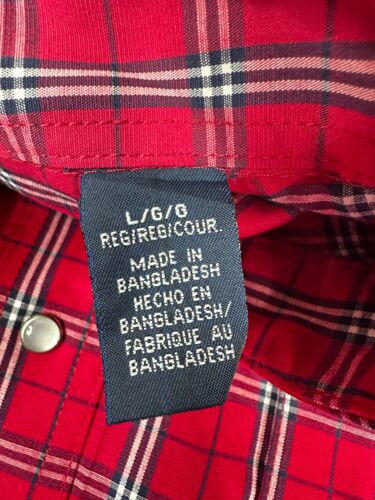 L/G/G
REG/REG/COUR.
MADE IN
BANGLADESH
HECHO EN
BANGLADESH/
FABRIQUE AU
BANGLADESH